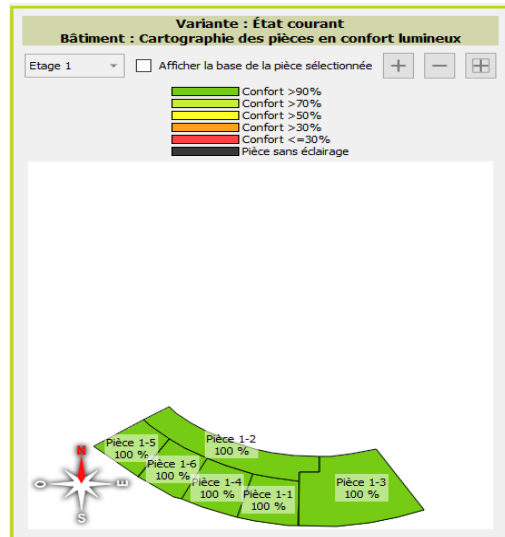 Variante : État courant
Bâtiment : Cartographie des pièces en confort lumineux
Etage 1
Afficher la base de la pièce sélectionnée
Confort >90%
Confort >70%
Confort >50%
Confort >30%
Confort <=30%
Pièce sans éclairage
Pièce 1-5
100 %
Pièce 1-2
100 %
Pièce 1-6
100 %
Pièce 1-4
100 %
Pièce 1-1
100 %
Pièce 1-3
100 %
N
O
E
S